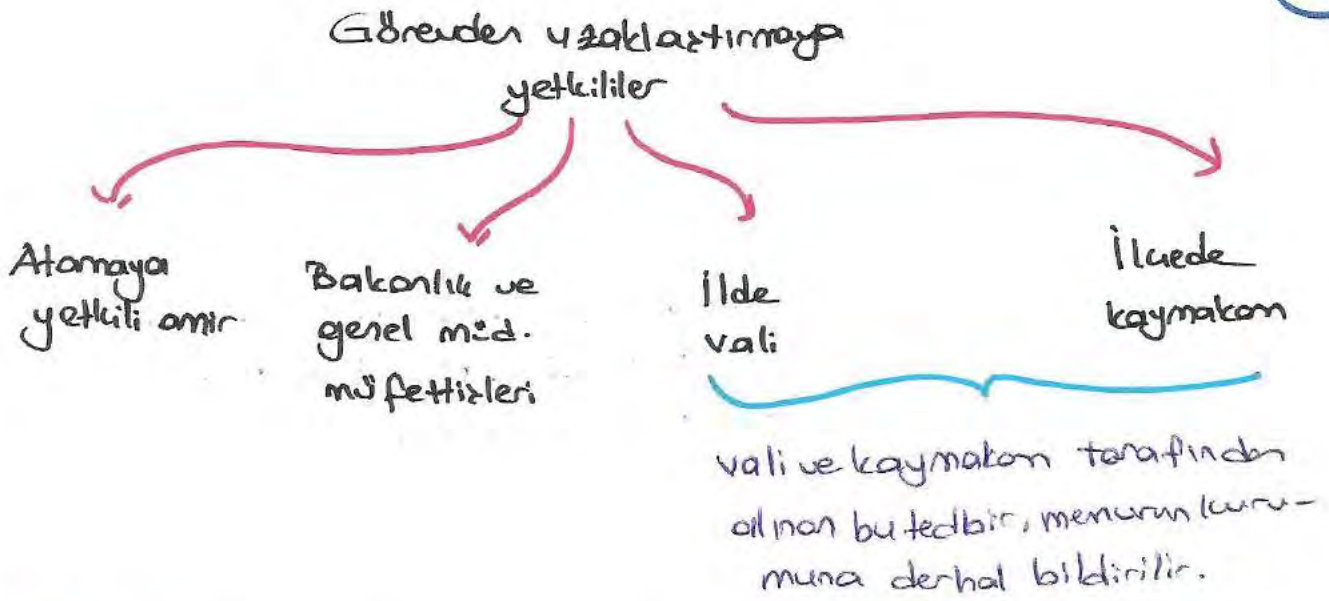 Görevden uzaklaştırmaya
yetkililer
Atamaya
yetkili amir
Bakanlık ve
genel müd.
müfettişleri
İlde
vali
İlçede
kaymakam
vali ve kaymakam tarafından
alınan bu tedbir, memurun kuru-
muna derhal bildirilir.